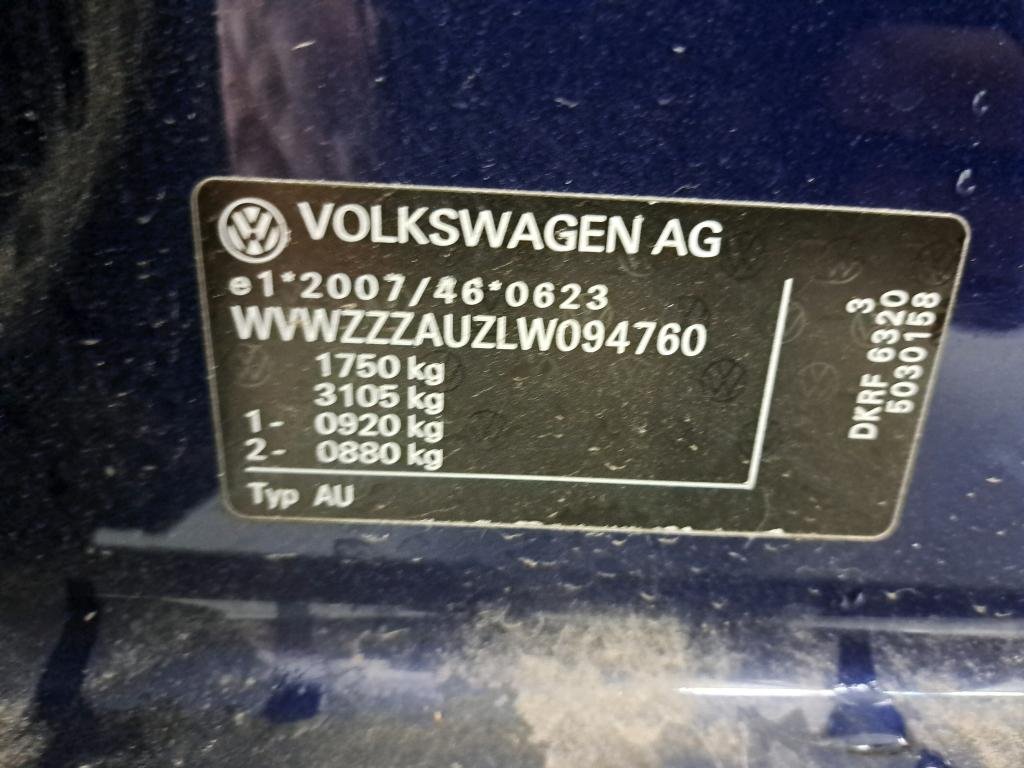 VOLKSWAGEN AG
e1*2007/46*0623
WVWZZZAUZLW094760
1750 kg
3105 kg
1- 0920 kg
2- 0880 kg
Typ AU
3
DKRF 6320
5030158